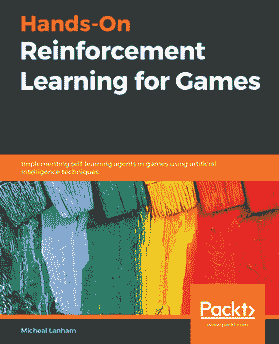 Hands-On
Reinforcement
Learning for Games
Implementing self-learning agents in games using artificial
intelligence techniques
Micheal Lanham
Packt>
www.packt.com